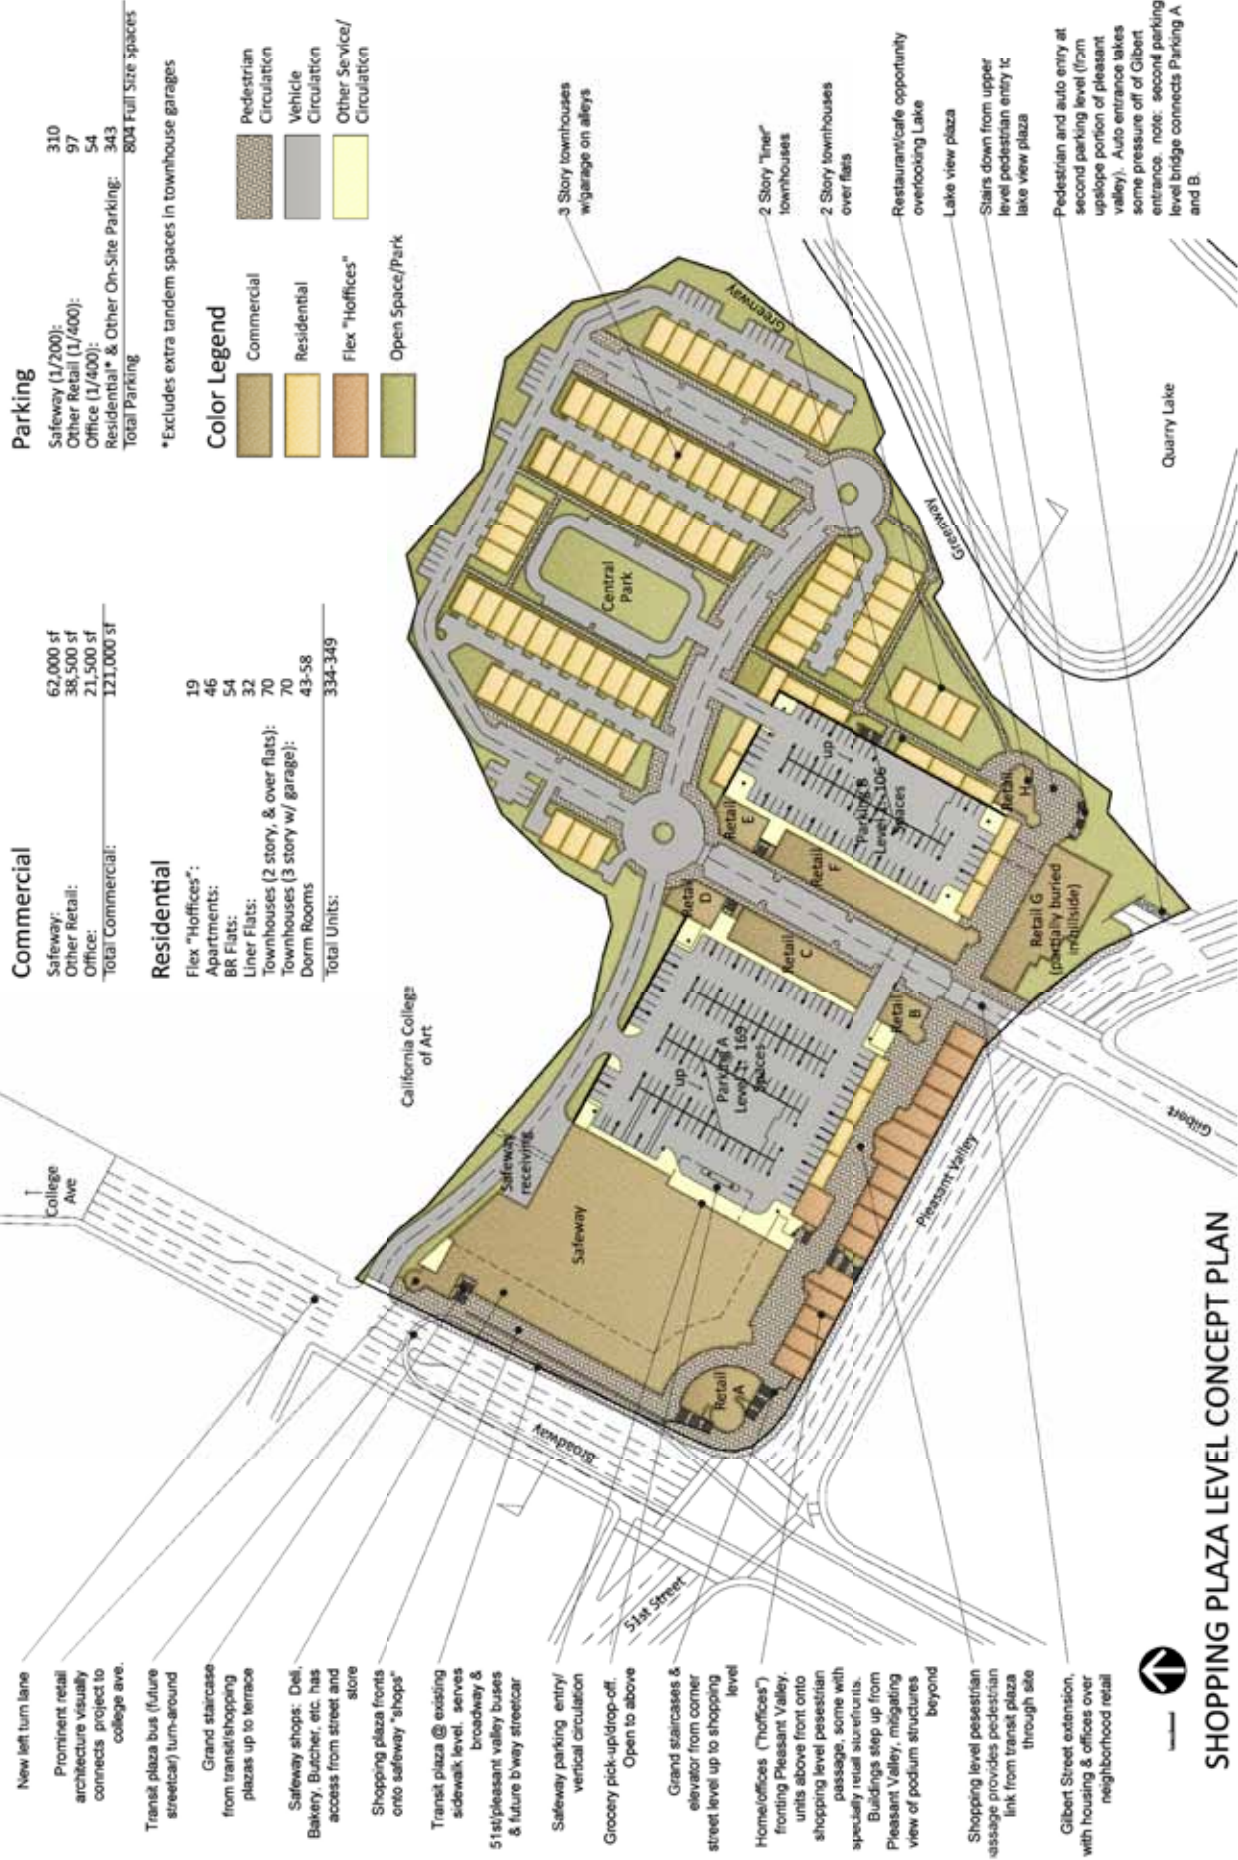 Commercial
Safeway: 62,000 sf
Other Retail: 38,500 sf
Office: 21,500 sf
Total Commercial: 121,000 sf
Residential
Flex "Hoffices": 19
Apartments: 46
BR Flats: 54
Liner Flats: 32
Townhouses (2 story, & over flats): 70
Townhouses (3 story w/ garage): 70
Dorm Rooms 43-58
Total Units: 334-349
Parking
Safeway (1/200): 310
Other Retail (1/400): 97
Office (1/400): 54
Residential* & Other On-Site Parking: 343
Total Parking 804 Full Size Spaces
*Excludes extra tandem spaces in townhouse garages
Color Legend
Commercial
Residential
Flex "Hoffices"
Open Space/Park
Pedestrian
Circulation
Vehicle
Circulation
Other Service/
Circulation
New left turn lane
Prominent retail
architecture visually
connects project to
college ave.
Transit plaza bus (future
streetcar) turn-around
Grand staircase
from transit/shopping
plazas up to terrace
Safeway shops: Deli,
Bakery, Butcher, etc. has
access from street and
store
Shopping plaza fronts
onto safeway "shops"
Transit plaza @ existing
sidewalk level. serves
broadway &
51st/pleasant valley buses
& future b'way streetcar
Safeway parking entry/
vertical circulation
Grocery pick-up/drop-off.
Open to above
Grand staircases &
elevator from corner
street level up to shopping
level
Home/offices ("hoffices")
fronting Pleasant Valley.
units above front onto
shopping level pesestrian
passage, some with
specialty retail storefronts.
Buildings step up from
Pleasant Valley, mitigating
view of podium structures
beyond
Shopping level pesestrian
passage provides pedestrian
link from transit plaza
through site
Gilbert Street extension,
with housing & offices over
neighborhood retail
College
Ave
California College
of Art
Broadway
51st Street
Pleasant Valley
Gilbert
Safeway
receiving
Safeway
Retail
A
Retail
B
Retail
C
Retail
D
Retail
E
Retail
F
Retail G
(partially buried
in hillside)
Retail
H
up
Parking A
Level 1: 169
Spaces
up
Parking B
Level 1: 106
Spaces
Central
Park
Greenway
Greenway
Quarry Lake
3 Story townhouses
w/garage on alleys
2 Story "liner"
townhouses
2 Story townhouses
over flats
Restaurant/cafe opportunity
overlooking Lake
Lake view plaza
Stairs down from upper
level pedestrian entry to
lake view plaza
Pedestrian and auto entry at
second parking level (from
upslope portion of pleasant
valley). Auto entrance takes
some pressure off of Gibert
entrance. note: second parking
level bridge connects Parking A
and B.
SHOPPING PLAZA LEVEL CONCEPT PLAN